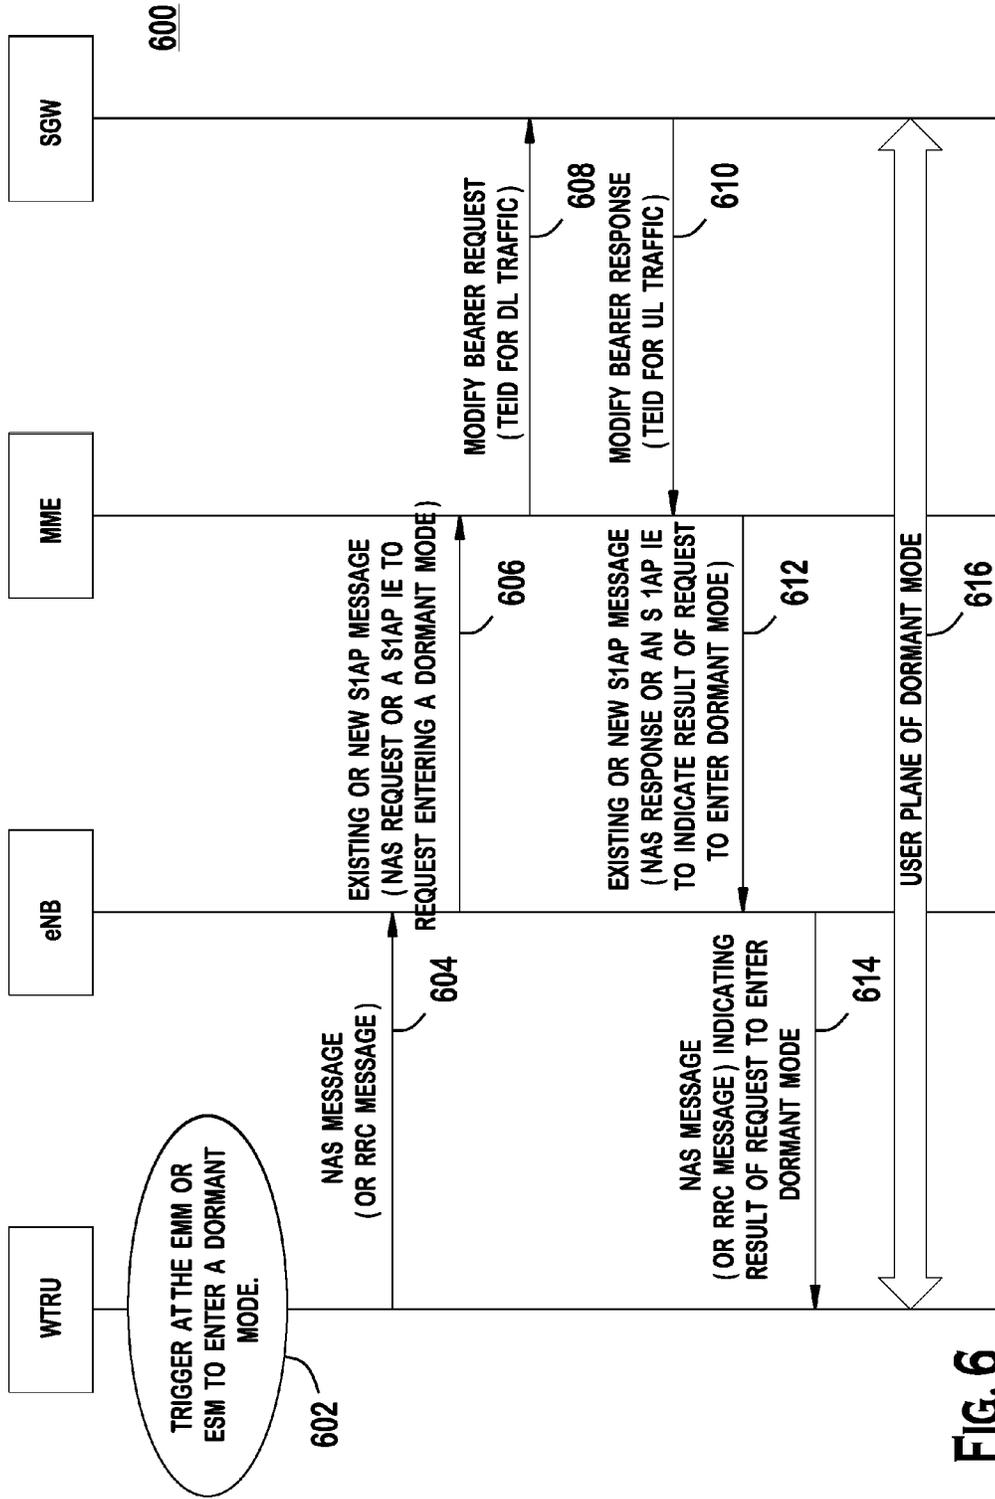 600
WTRU
eNB
MME
SGW
TRIGGER AT THE EMM OR
ESM TO ENTER A DORMANT
MODE.
602
NAS MESSAGE
(OR RRC MESSAGE)
604
EXISTING OR NEW S1AP MESSAGE
(NAS REQUEST OR A S1AP IE TO
REQUEST ENTERING A DORMANT MODE)
606
MODIFY BEARER REQUEST
(TEID FOR DL TRAFFIC)
608
MODIFY BEARER RESPONSE
(TEID FOR UL TRAFFIC)
610
EXISTING OR NEW S1AP MESSAGE
(NAS RESPONSE OR AN S 1AP IE
TO INDICATE RESULT OF REQUEST
TO ENTER DORMANT MODE)
612
NAS MESSAGE
(OR RRC MESSAGE) INDICATING
RESULT OF REQUEST TO ENTER
DORMANT MODE
614
USER PLANE OF DORMANT MODE
616
FIG. 6